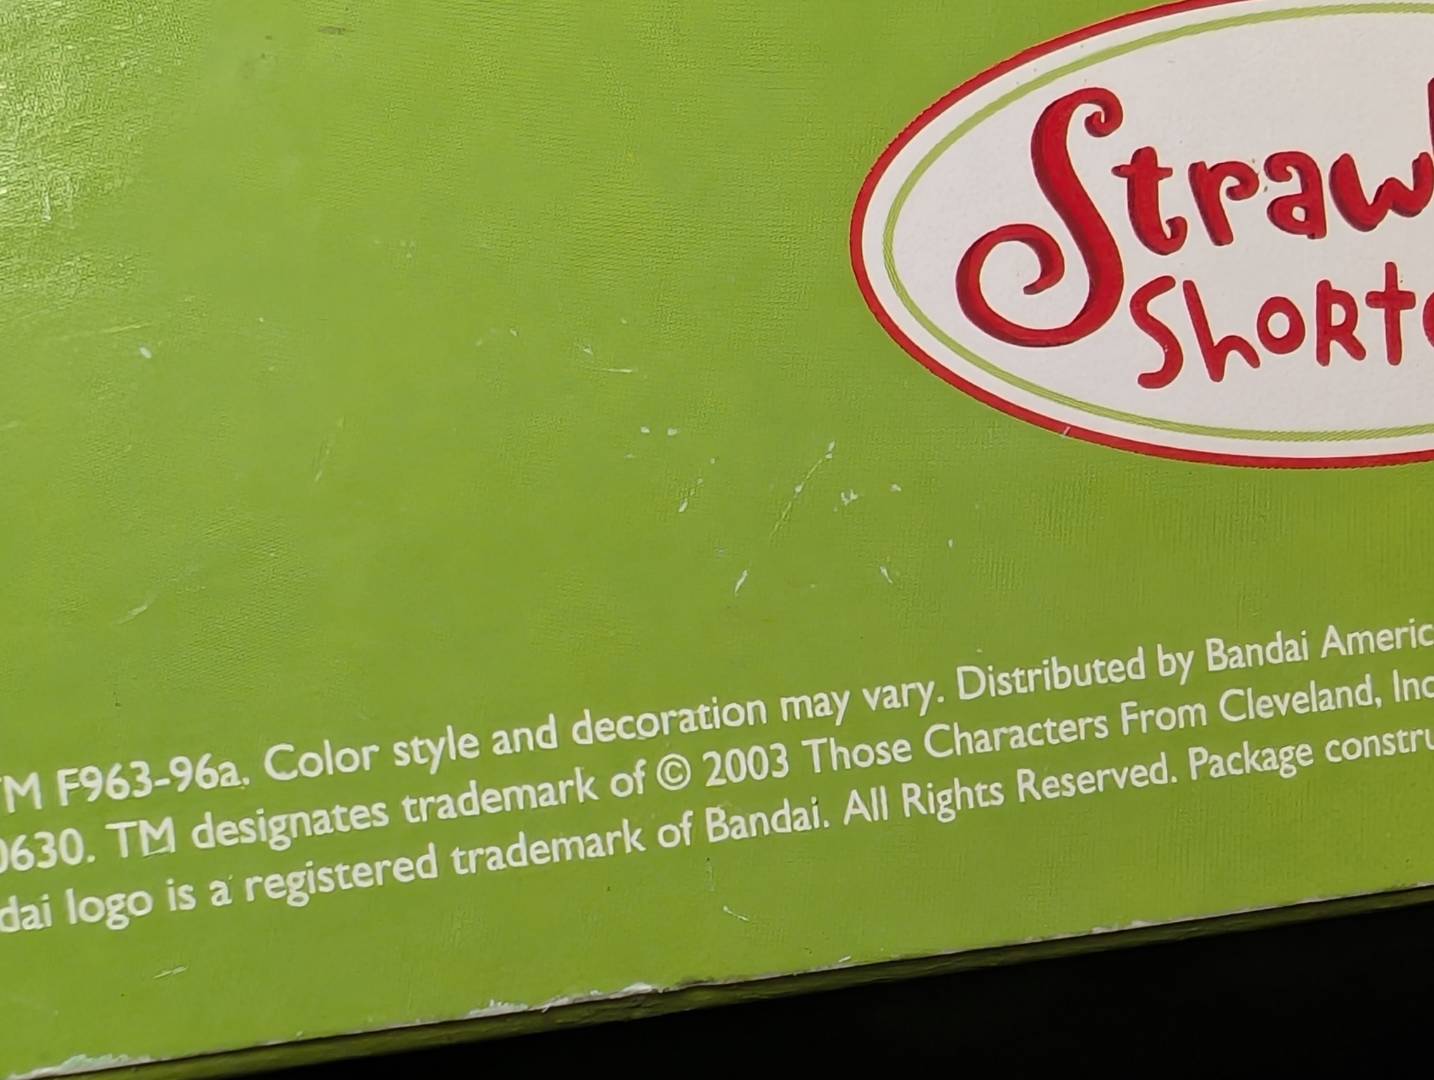 Straw
Shortc
TM F963-96a. Color style and decoration may vary. Distributed by Bandai Americ
0630. TM designates trademark of © 2003 Those Characters From Cleveland, Inc
dai logo is a registered trademark of Bandai. All Rights Reserved. Package constru